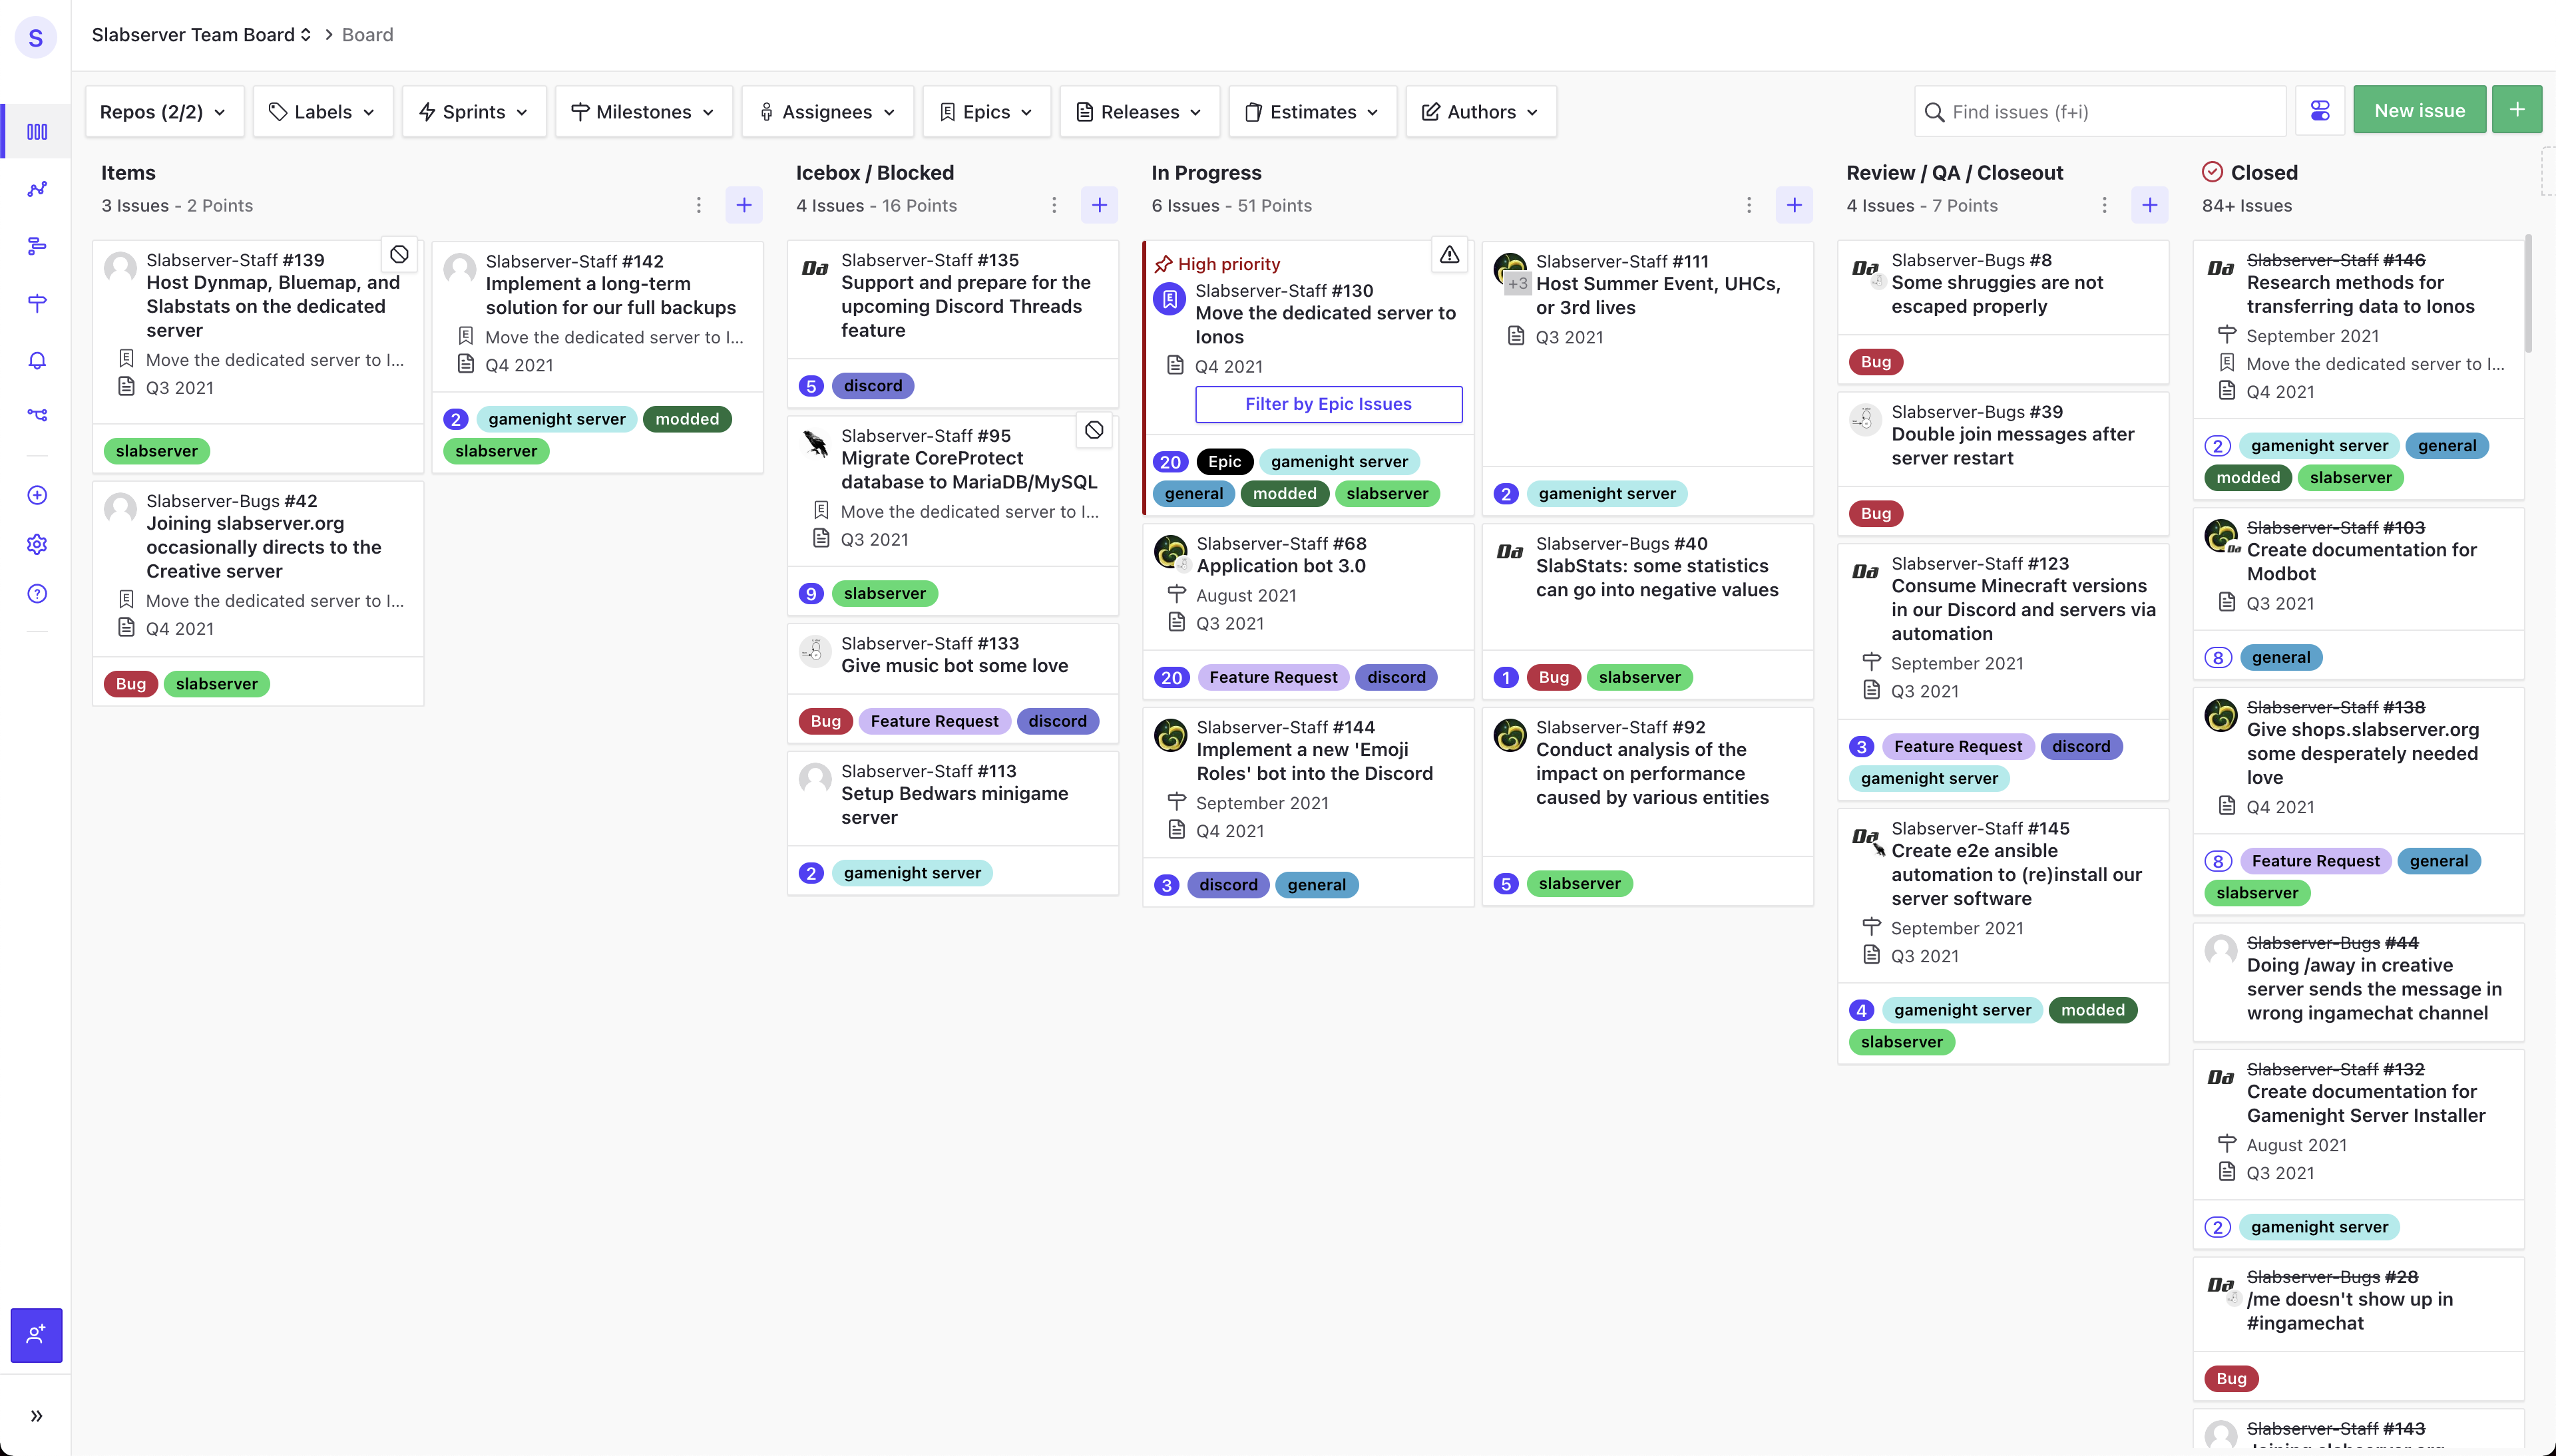 S
Slabserver Team Board > Board
Repos (2/2)
Labels
Sprints
Milestones
Assignees
Epics
Releases
Estimates
Authors
Find issues (f+i)
New issue
+
Items
3 Issues - 2 Points
Slabserver-Staff #139
Host Dynmap, Bluemap, and
Slabstats on the dedicated
server
Move the dedicated server to I...
Q3 2021
slabserver
Slabserver-Bugs #42
Joining slabserver.org
occasionally directs to the
Creative server
Move the dedicated server to I...
Q4 2021
Bug slabserver
Slabserver-Staff #142
Implement a long-term
solution for our full backups
Move the dedicated server to I...
Q4 2021
2 gamenight server modded
slabserver
Icebox / Blocked
4 Issues - 16 Points
Da
Slabserver-Staff #135
Support and prepare for the
upcoming Discord Threads
feature
5 discord
Slabserver-Staff #95
Migrate CoreProtect
database to MariaDB/MySQL
Move the dedicated server to I...
Q3 2021
9 slabserver
Slabserver-Staff #133
Give music bot some love
Bug Feature Request discord
Slabserver-Staff #113
Setup Bedwars minigame
server
2 gamenight server
In Progress
6 Issues - 51 Points
High priority
Slabserver-Staff #130
Move the dedicated server to
Ionos
Q4 2021
Filter by Epic Issues
20 Epic gamenight server
general modded slabserver
Slabserver-Staff #68
Application bot 3.0
August 2021
Q3 2021
20 Feature Request discord
Slabserver-Staff #144
Implement a new 'Emoji
Roles' bot into the Discord
September 2021
Q4 2021
3 discord general
+3
Slabserver-Staff #111
Host Summer Event, UHCs,
or 3rd lives
Q3 2021
2 gamenight server
Da
Slabserver-Bugs #40
SlabStats: some statistics
can go into negative values
1 Bug slabserver
Slabserver-Staff #92
Conduct analysis of the
impact on performance
caused by various entities
5 slabserver
Review / QA / Closeout
4 Issues - 7 Points
Da
Slabserver-Bugs #8
Some shruggies are not
escaped properly
Bug
Slabserver-Bugs #39
Double join messages after
server restart
Bug
Da
Slabserver-Staff #123
Consume Minecraft versions
in our Discord and servers via
automation
September 2021
Q3 2021
3 Feature Request discord
gamenight server
Da
Slabserver-Staff #145
Create e2e ansible
automation to (re)install our
server software
September 2021
Q3 2021
4 gamenight server modded
slabserver
Closed
84+ Issues
Da
Slabserver-Staff #146
Research methods for
transferring data to Ionos
September 2021
Move the dedicated server to I...
Q4 2021
2 gamenight server general
modded slabserver
Da
Slabserver-Staff #103
Create documentation for
Modbot
Q3 2021
8 general
Slabserver-Staff #138
Give shops.slabserver.org
some desperately needed
love
Q4 2021
8 Feature Request general
slabserver
Slabserver-Bugs #44
Doing /away in creative
server sends the message in
wrong ingamechat channel
Da
Slabserver-Staff #132
Create documentation for
Gamenight Server Installer
August 2021
Q3 2021
2 gamenight server
Da
Slabserver-Bugs #28
/me doesn't show up in
#ingamechat
Bug
Slabserver-Staff #143